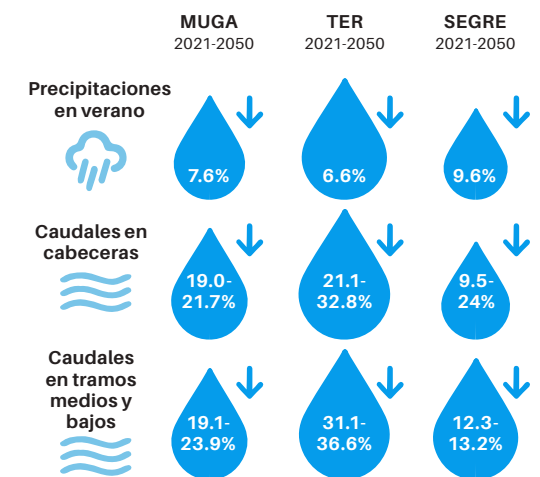 MUGA
2021-2050
TER
2021-2050
SEGRE
2021-2050
Precipitaciones
en verano
7.6%
6.6%
9.6%
Caudales en
cabeceras
19.0-
21.7%
21.1-
32.8%
9.5-
24%
Caudales
en tramos
medios y
bajos
19.1-
23.9%
31.1-
36.6%
12.3-
13.2%